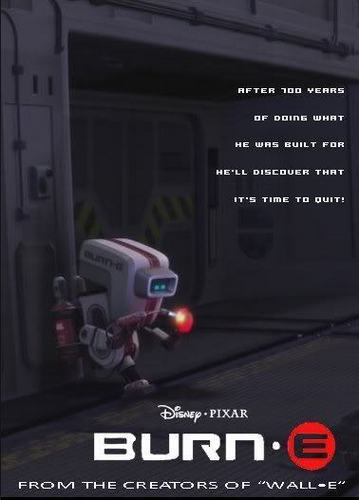 AFTER 700 YEARS
OF DOING WHAT
HE WAS BUILT FOR
HE'LL DISCOVER THAT
IT'S TIME TO QUIT!
BURN-E
DISNEY · PIXAR
BURN·E
FROM THE CREATORS OF "WALL•E"